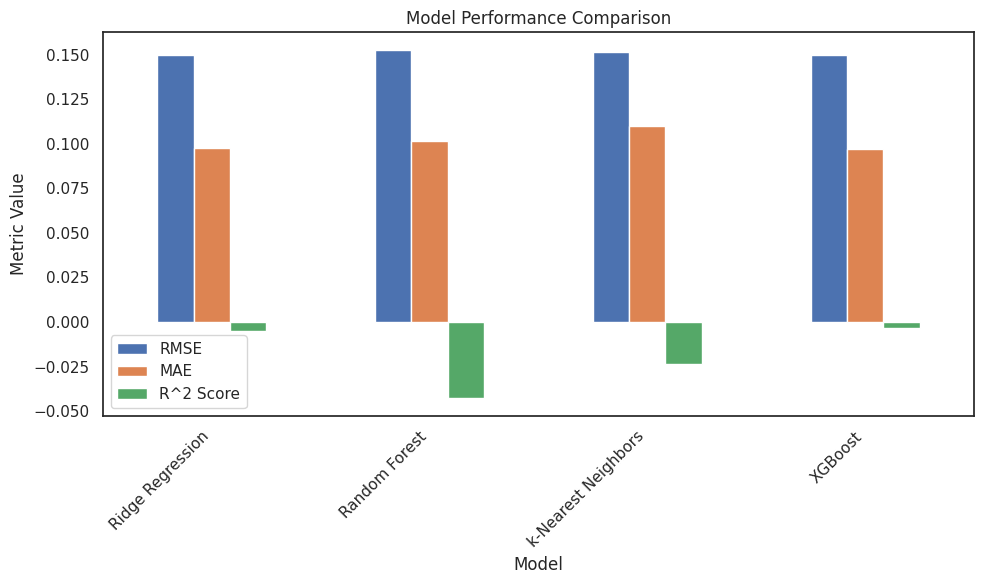 Model Performance Comparison
Metric Value
0.150
0.125
0.100
0.075
0.050
0.025
0.000
−0.025
−0.050
RMSE
MAE
R^2 Score
Ridge Regression
Random Forest
k-Nearest Neighbors
XGBoost
Model